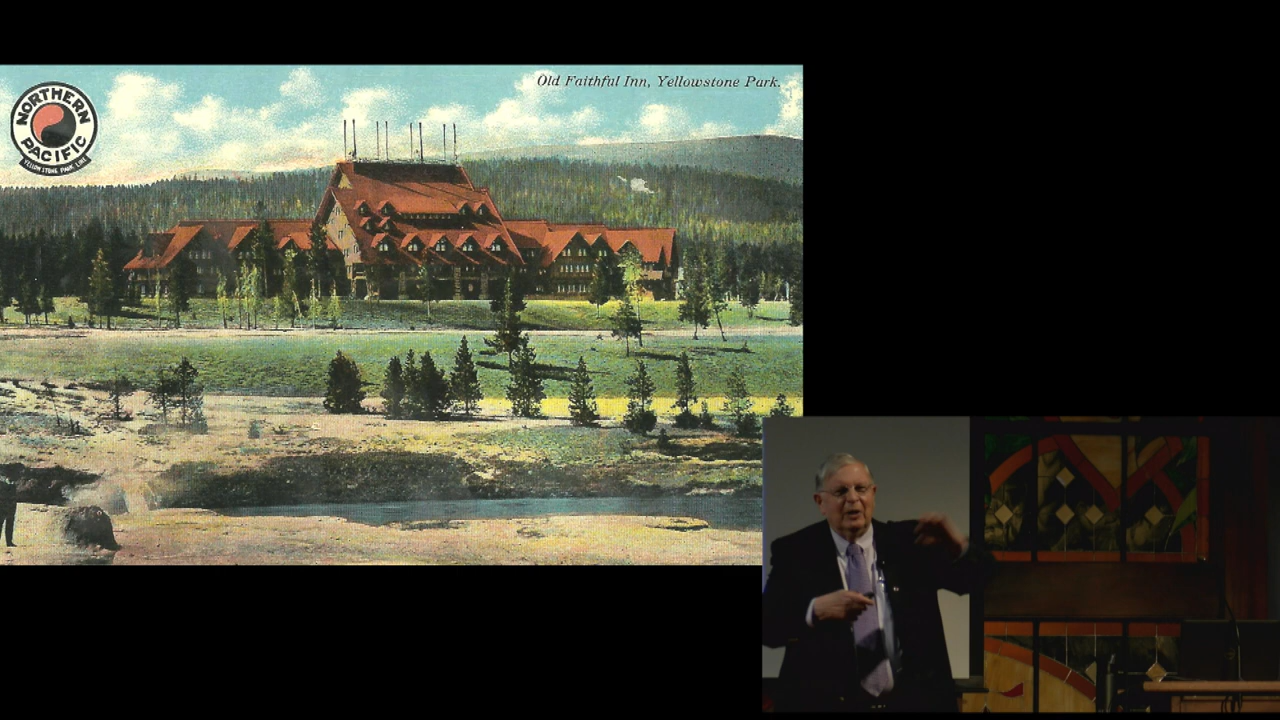 Old Faithful Inn, Yellowstone Park.
NORTHERN
PACIFIC
YELLOWSTONE PARK LINE